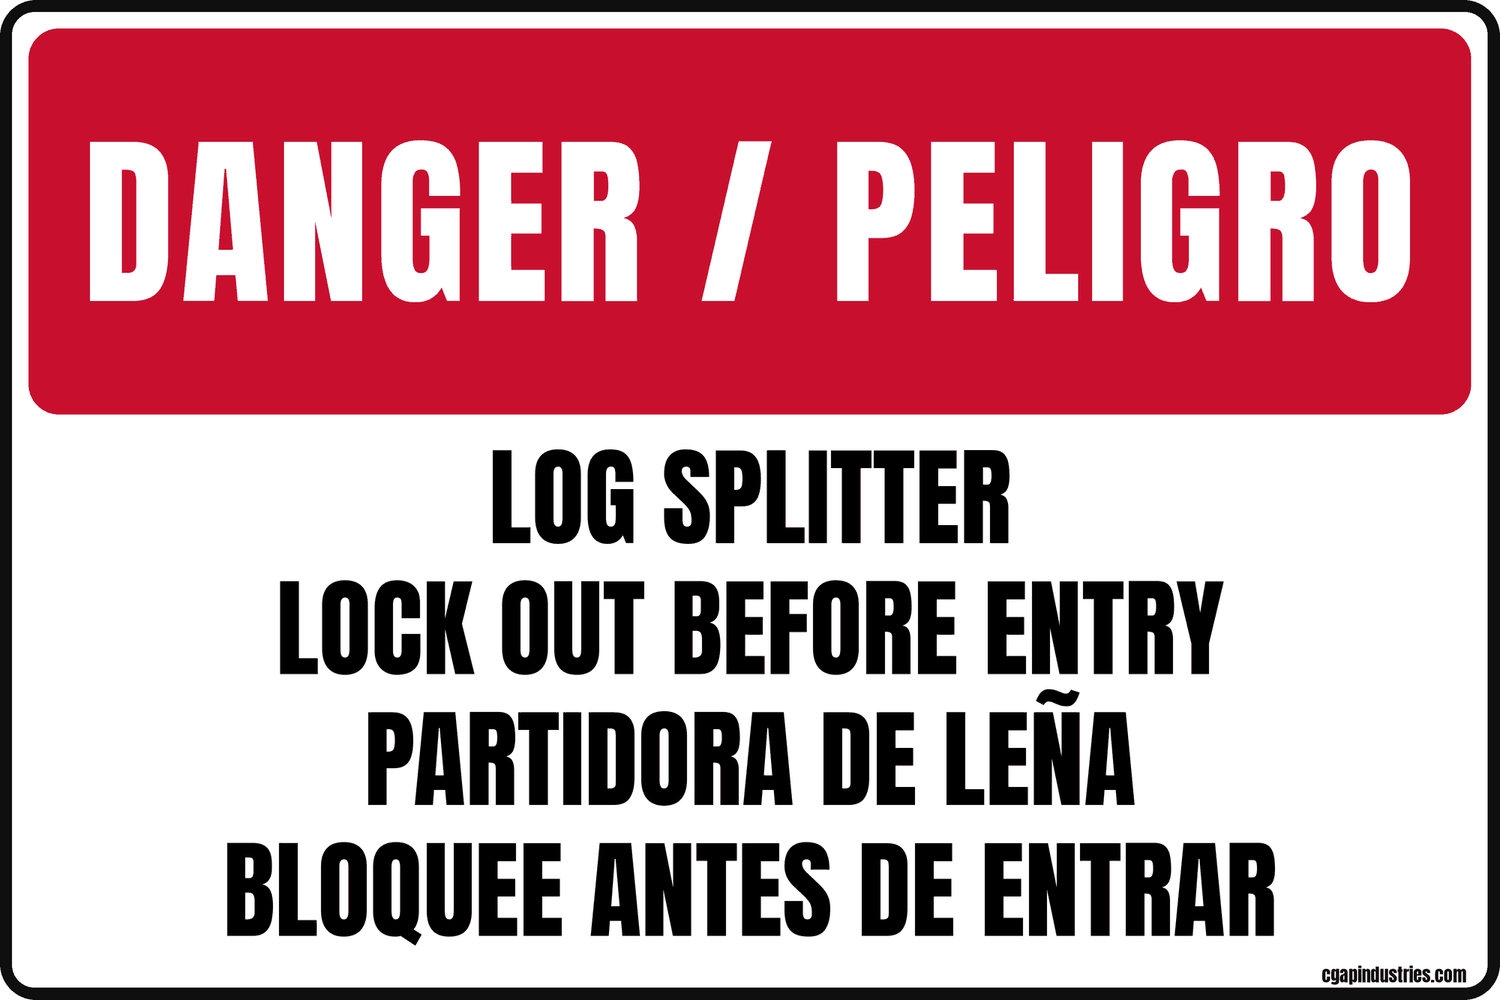 DANGER / PELIGRO
LOG SPLITTER
LOCK OUT BEFORE ENTRY
PARTIDORA DE LEÑA
BLOQUEE ANTES DE ENTRAR
cgapindustries.com